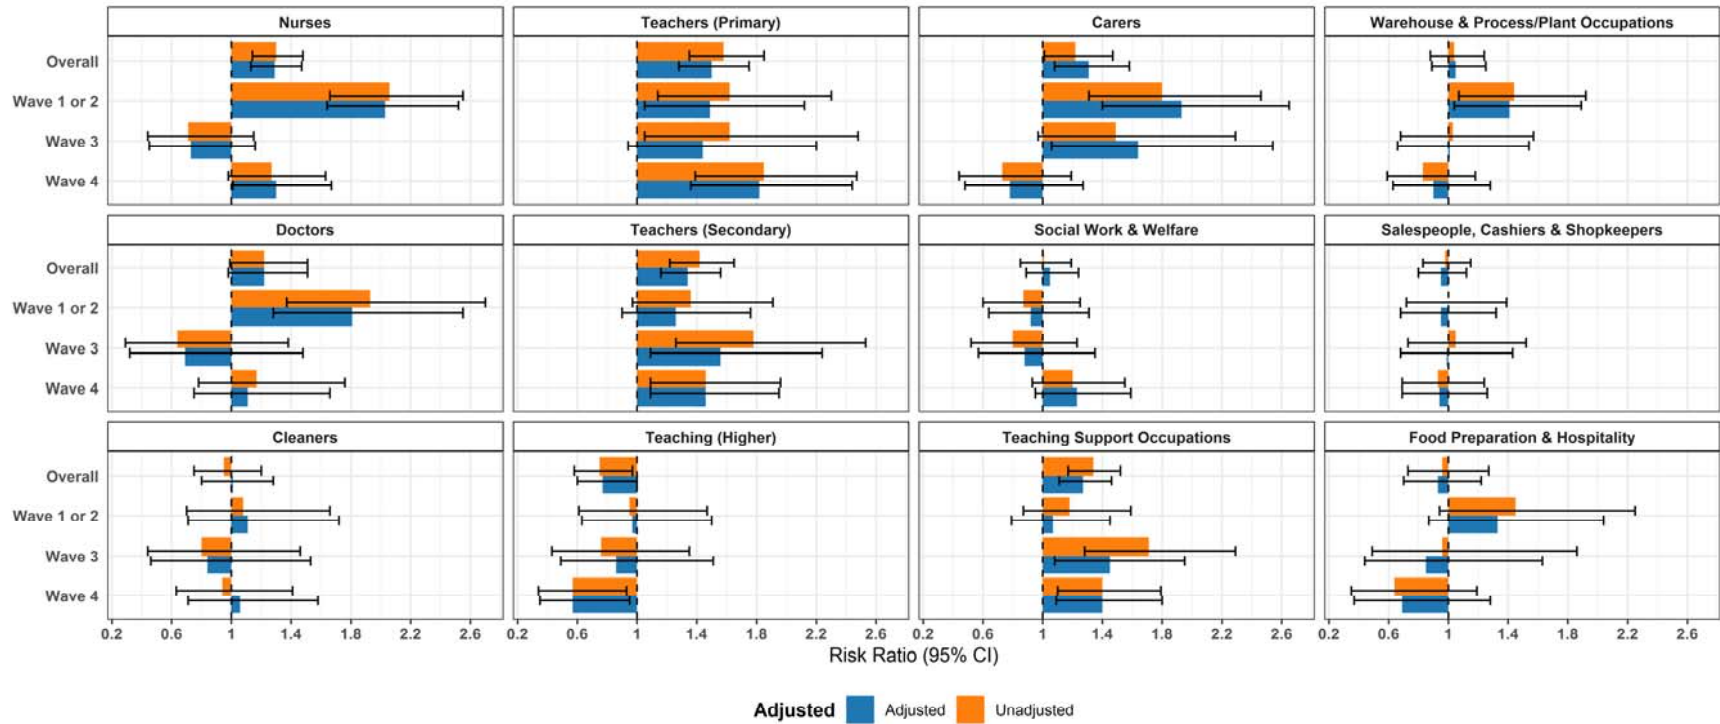 Nurses
Teachers (Primary)
Carers
Warehouse & Process/Plant Occupations
Overall
Wave 1 or 2
Wave 3
Wave 4
Doctors
Teachers (Secondary)
Social Work & Welfare
Salespeople, Cashiers & Shopkeepers
Overall
Wave 1 or 2
Wave 3
Wave 4
Cleaners
Teaching (Higher)
Teaching Support Occupations
Food Preparation & Hospitality
Overall
Wave 1 or 2
Wave 3
Wave 4
0.2 0.6 1 1.4 1.8 2.2 2.6 0.2 0.6 1 1.4 1.8 2.2 2.6 0.2 0.6 1 1.4 1.8 2.2 2.6 0.2 0.6 1 1.4 1.8 2.2 2.6
Risk Ratio (95% CI)
Adjusted Adjusted Unadjusted